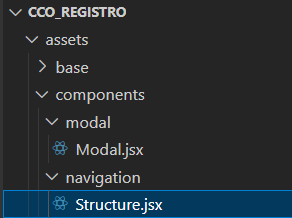 CCO_REGISTRO
assets
base
components
modal
Modal.jsx
navigation
Structure.jsx